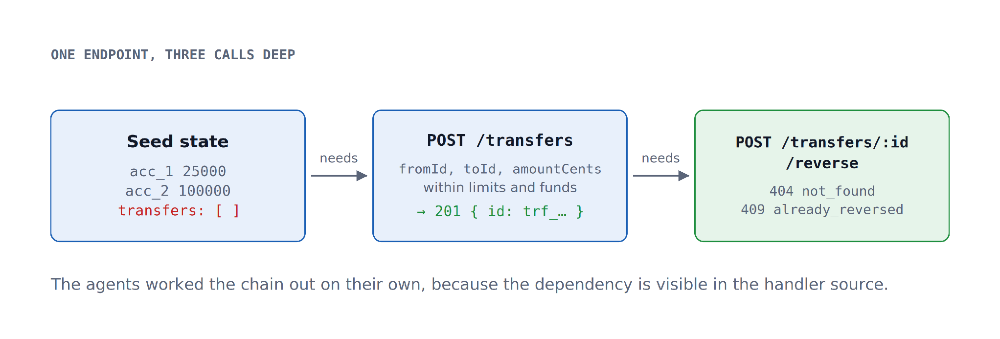 ONE ENDPOINT, THREE CALLS DEEP
Seed state
acc_1 25000
acc_2 100000
transfers: [ ]
needs
POST /transfers
fromId, toId, amountCents
within limits and funds
→ 201 { id: trf_… }
needs
POST /transfers/:id
/reverse
404 not_found
409 already_reversed
The agents worked the chain out on their own, because the dependency is visible in the handler source.